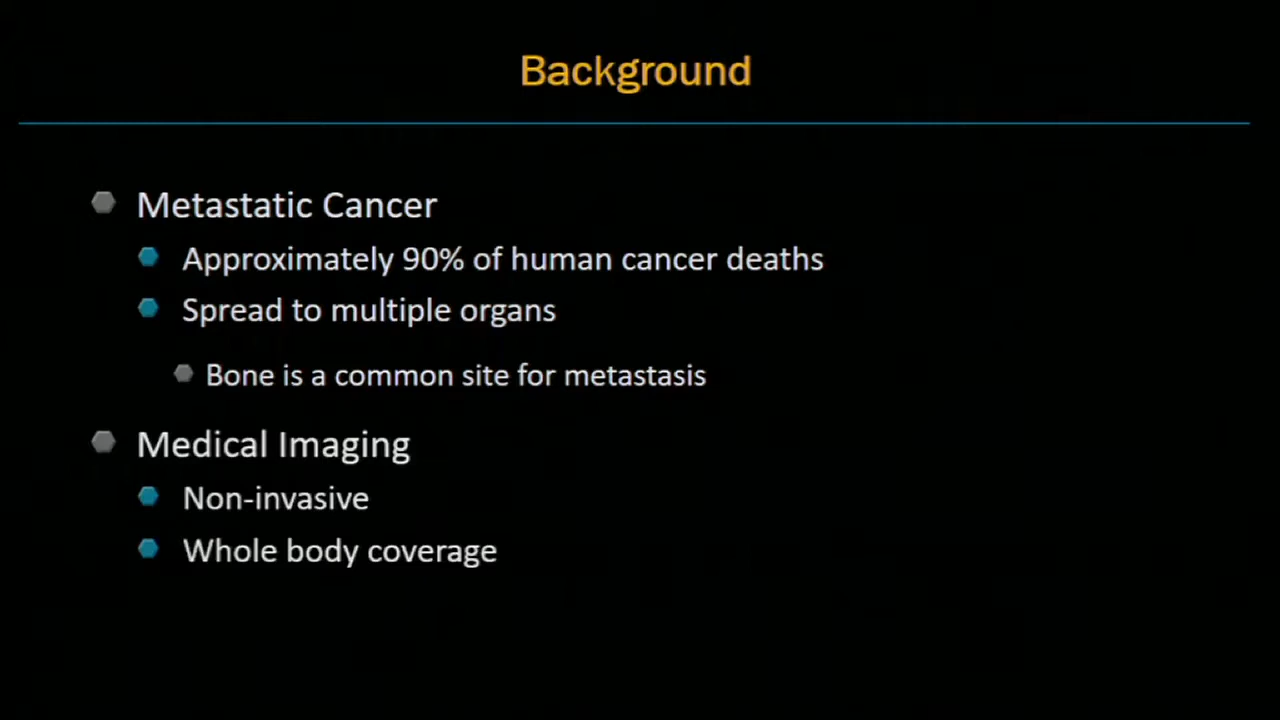 Background
Metastatic Cancer
Approximately 90% of human cancer deaths
Spread to multiple organs
Bone is a common site for metastasis
Medical Imaging
Non-invasive
Whole body coverage